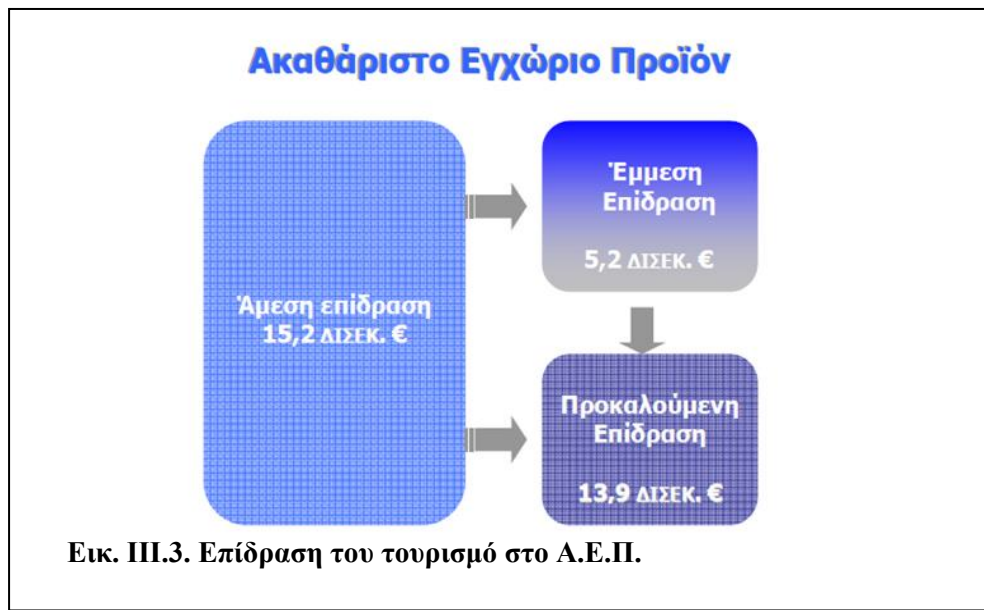 Ακαθάριστο Εγχώριο Προϊόν
Έμμεση
Επίδραση
5,2 ΔΙΣΕΚ. €
Άμεση επίδραση
15,2 ΔΙΣΕΚ. €
Προκαλούμενη
Επίδραση
13,9 ΔΙΣΕΚ. €
Εικ. ΙΙΙ.3. Επίδραση του τουρισμό στο Α.Ε.Π.